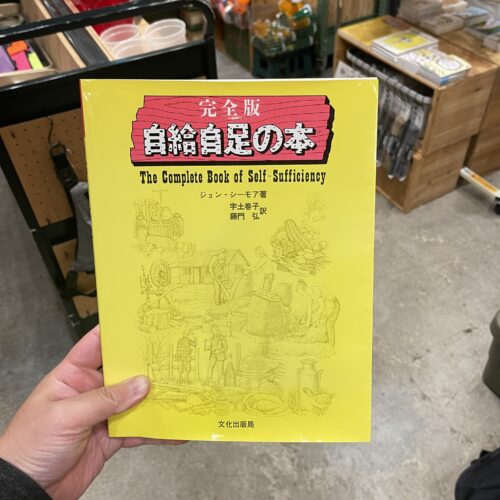 完全版
自給自足の本
The Complete Book of Self-Sufficiency
ジョン・シーモア著
宇土巻子
藤門 弘 訳
文化出版局